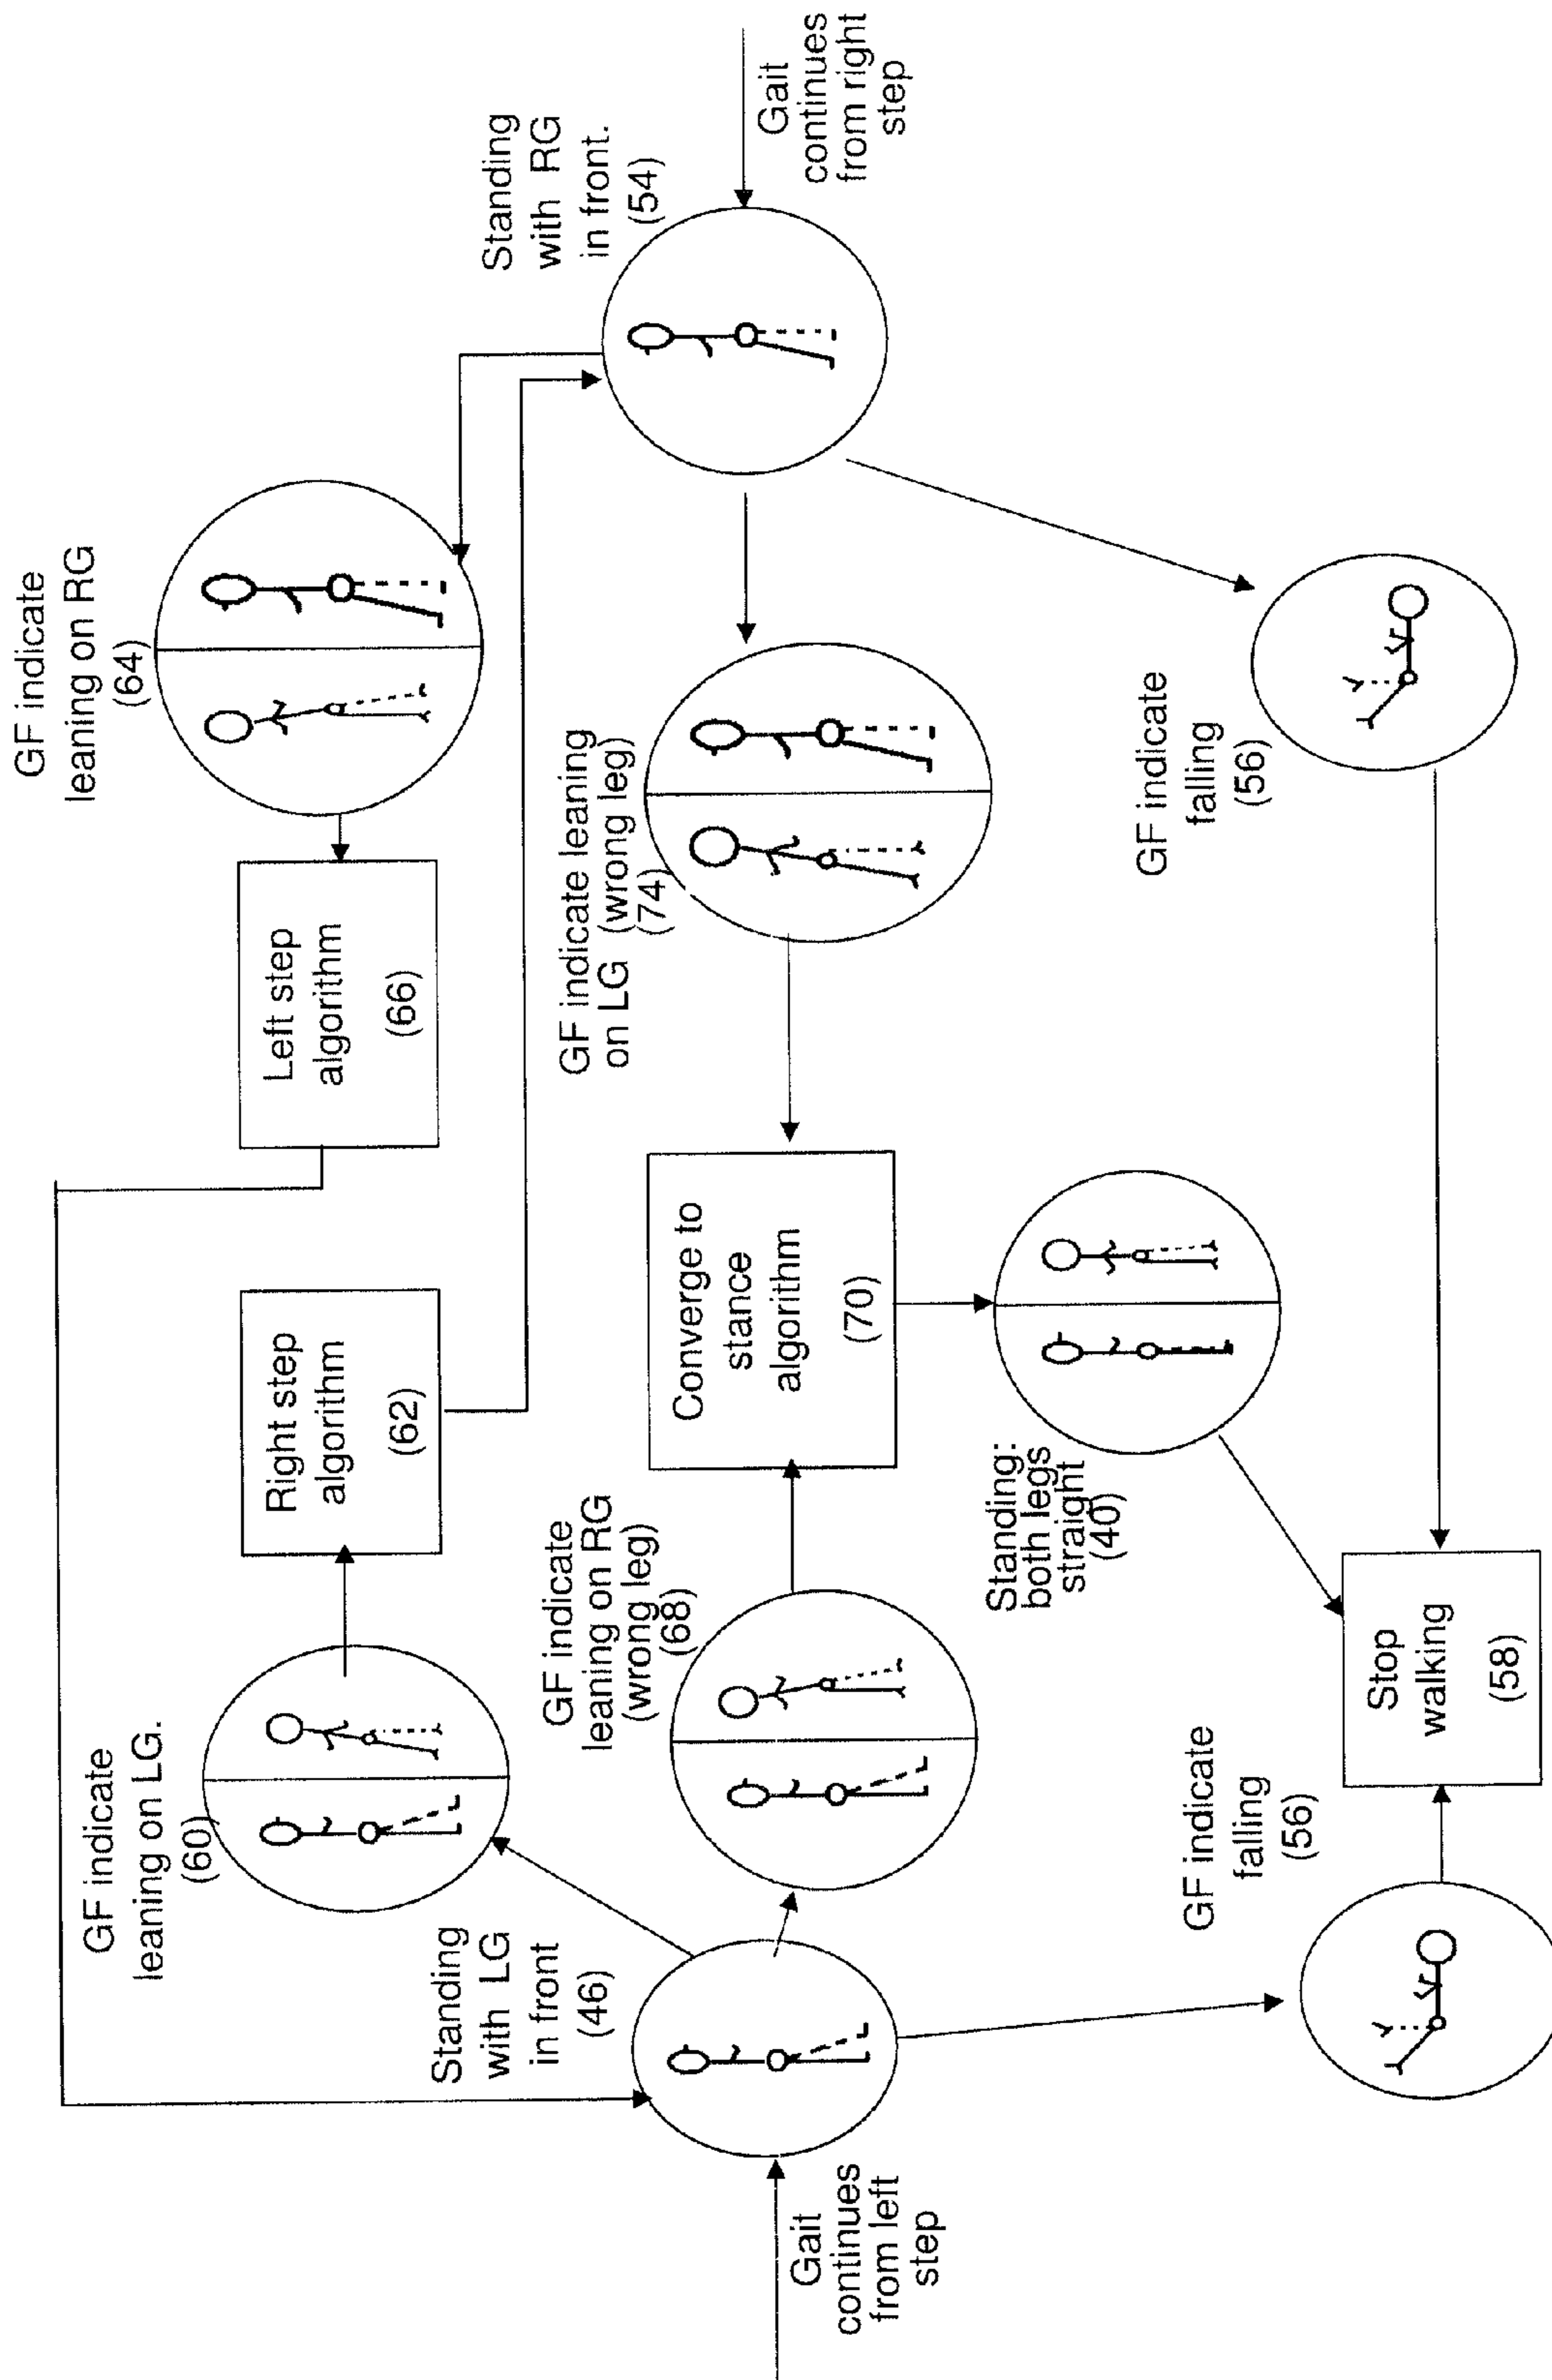 GF indicate
leaning on LG.
(60)
Right step
algorithm
(62)
Left step
algorithm
(66)
GF indicate
leaning on RG
(64)
Standing
with LG
in front
(46)
Gait
continues
from left
step
GF indicate
leaning on RG
(wrong leg)
(68)
Converge to
stance
algorithm
(70)
GF indicate leaning
on LG (wrong leg)
(74)
Standing
with RG
in front.
(54)
Gait
continues
from right
step
Standing:
both legs
straight
(40)
GF indicate
falling
(56)
Stop
walking
(58)
GF indicate
falling
(56)